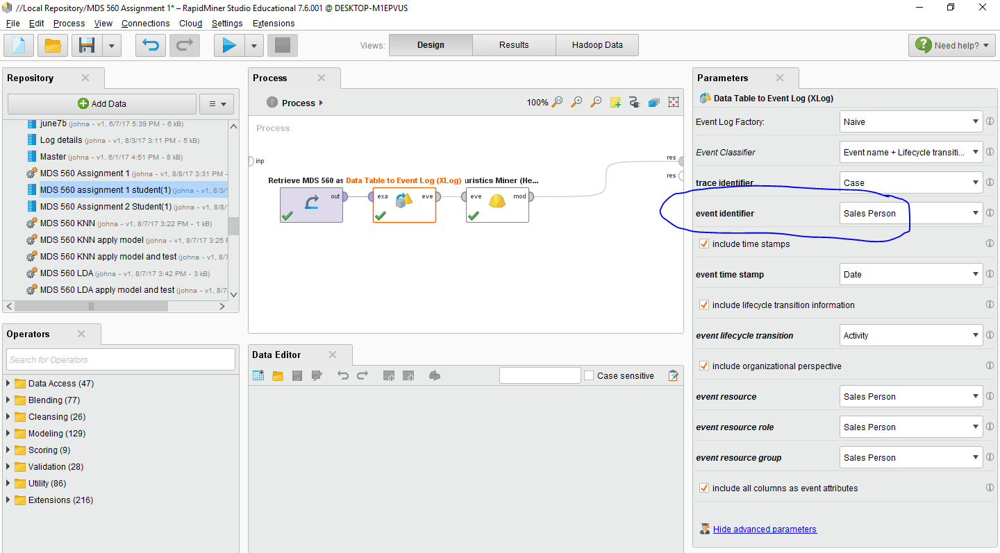 //Local Repository/MDS 560 Assignment 1* – RapidMiner Studio Educational 7.6.001 @ DESKTOP-M1EPVUS
File Edit Process View Connections Cloud Settings Extensions
Views: Design Results Hadoop Data Need help?
Repository
Add Data
june7b (johna - v1, 6/7/17 5:39 PM - 6 kB)
Log details (johna - v1, 8/3/17 3:11 PM - 5 kB)
Master (johna - v1, 6/1/17 4:51 PM - 8 kB)
MDS 560 Assignment 1 (johna - v1, 8/8/17 3:31 PM -
MDS 560 assignment 1 student(1) (johna - v1, 8/3/1
MDS 560 Assignment 2 Student(1) (johna - v1, 8/8/
MDS 560 KNN (johna - v1, 8/7/17 3:22 PM - 1 kB)
MDS 560 KNN apply model (johna - v1, 8/7/17 3:25 P
MDS 560 KNN apply model and test (johna - v1, 8/7
MDS 560 LDA (johna - v1, 8/7/17 3:42 PM - 3 kB)
MDS 560 LDA apply model and test (johna - v1, 8/7/
Operators
Search for Operators
Data Access (47)
Blending (77)
Cleansing (26)
Modeling (129)
Scoring (9)
Validation (28)
Utility (86)
Extensions (216)
Process
Process 100%
Process
inp
res
res
Retrieve MDS 560 as Data Table to Event Log (XLog) uristics Miner (He...
out exa eve eve mod
Data Editor
Case sensitive
Parameters
Data Table to Event Log (XLog)
Event Log Factory: Naive
Event Classifier Event name + Lifecycle transiti...
trace identifier Case
event identifier Sales Person
include time stamps
event time stamp Date
include lifecycle transition information
event lifecycle transition Activity
include organizational perspective
event resource Sales Person
event resource role Sales Person
event resource group Sales Person
include all columns as event attributes
Hide advanced parameters